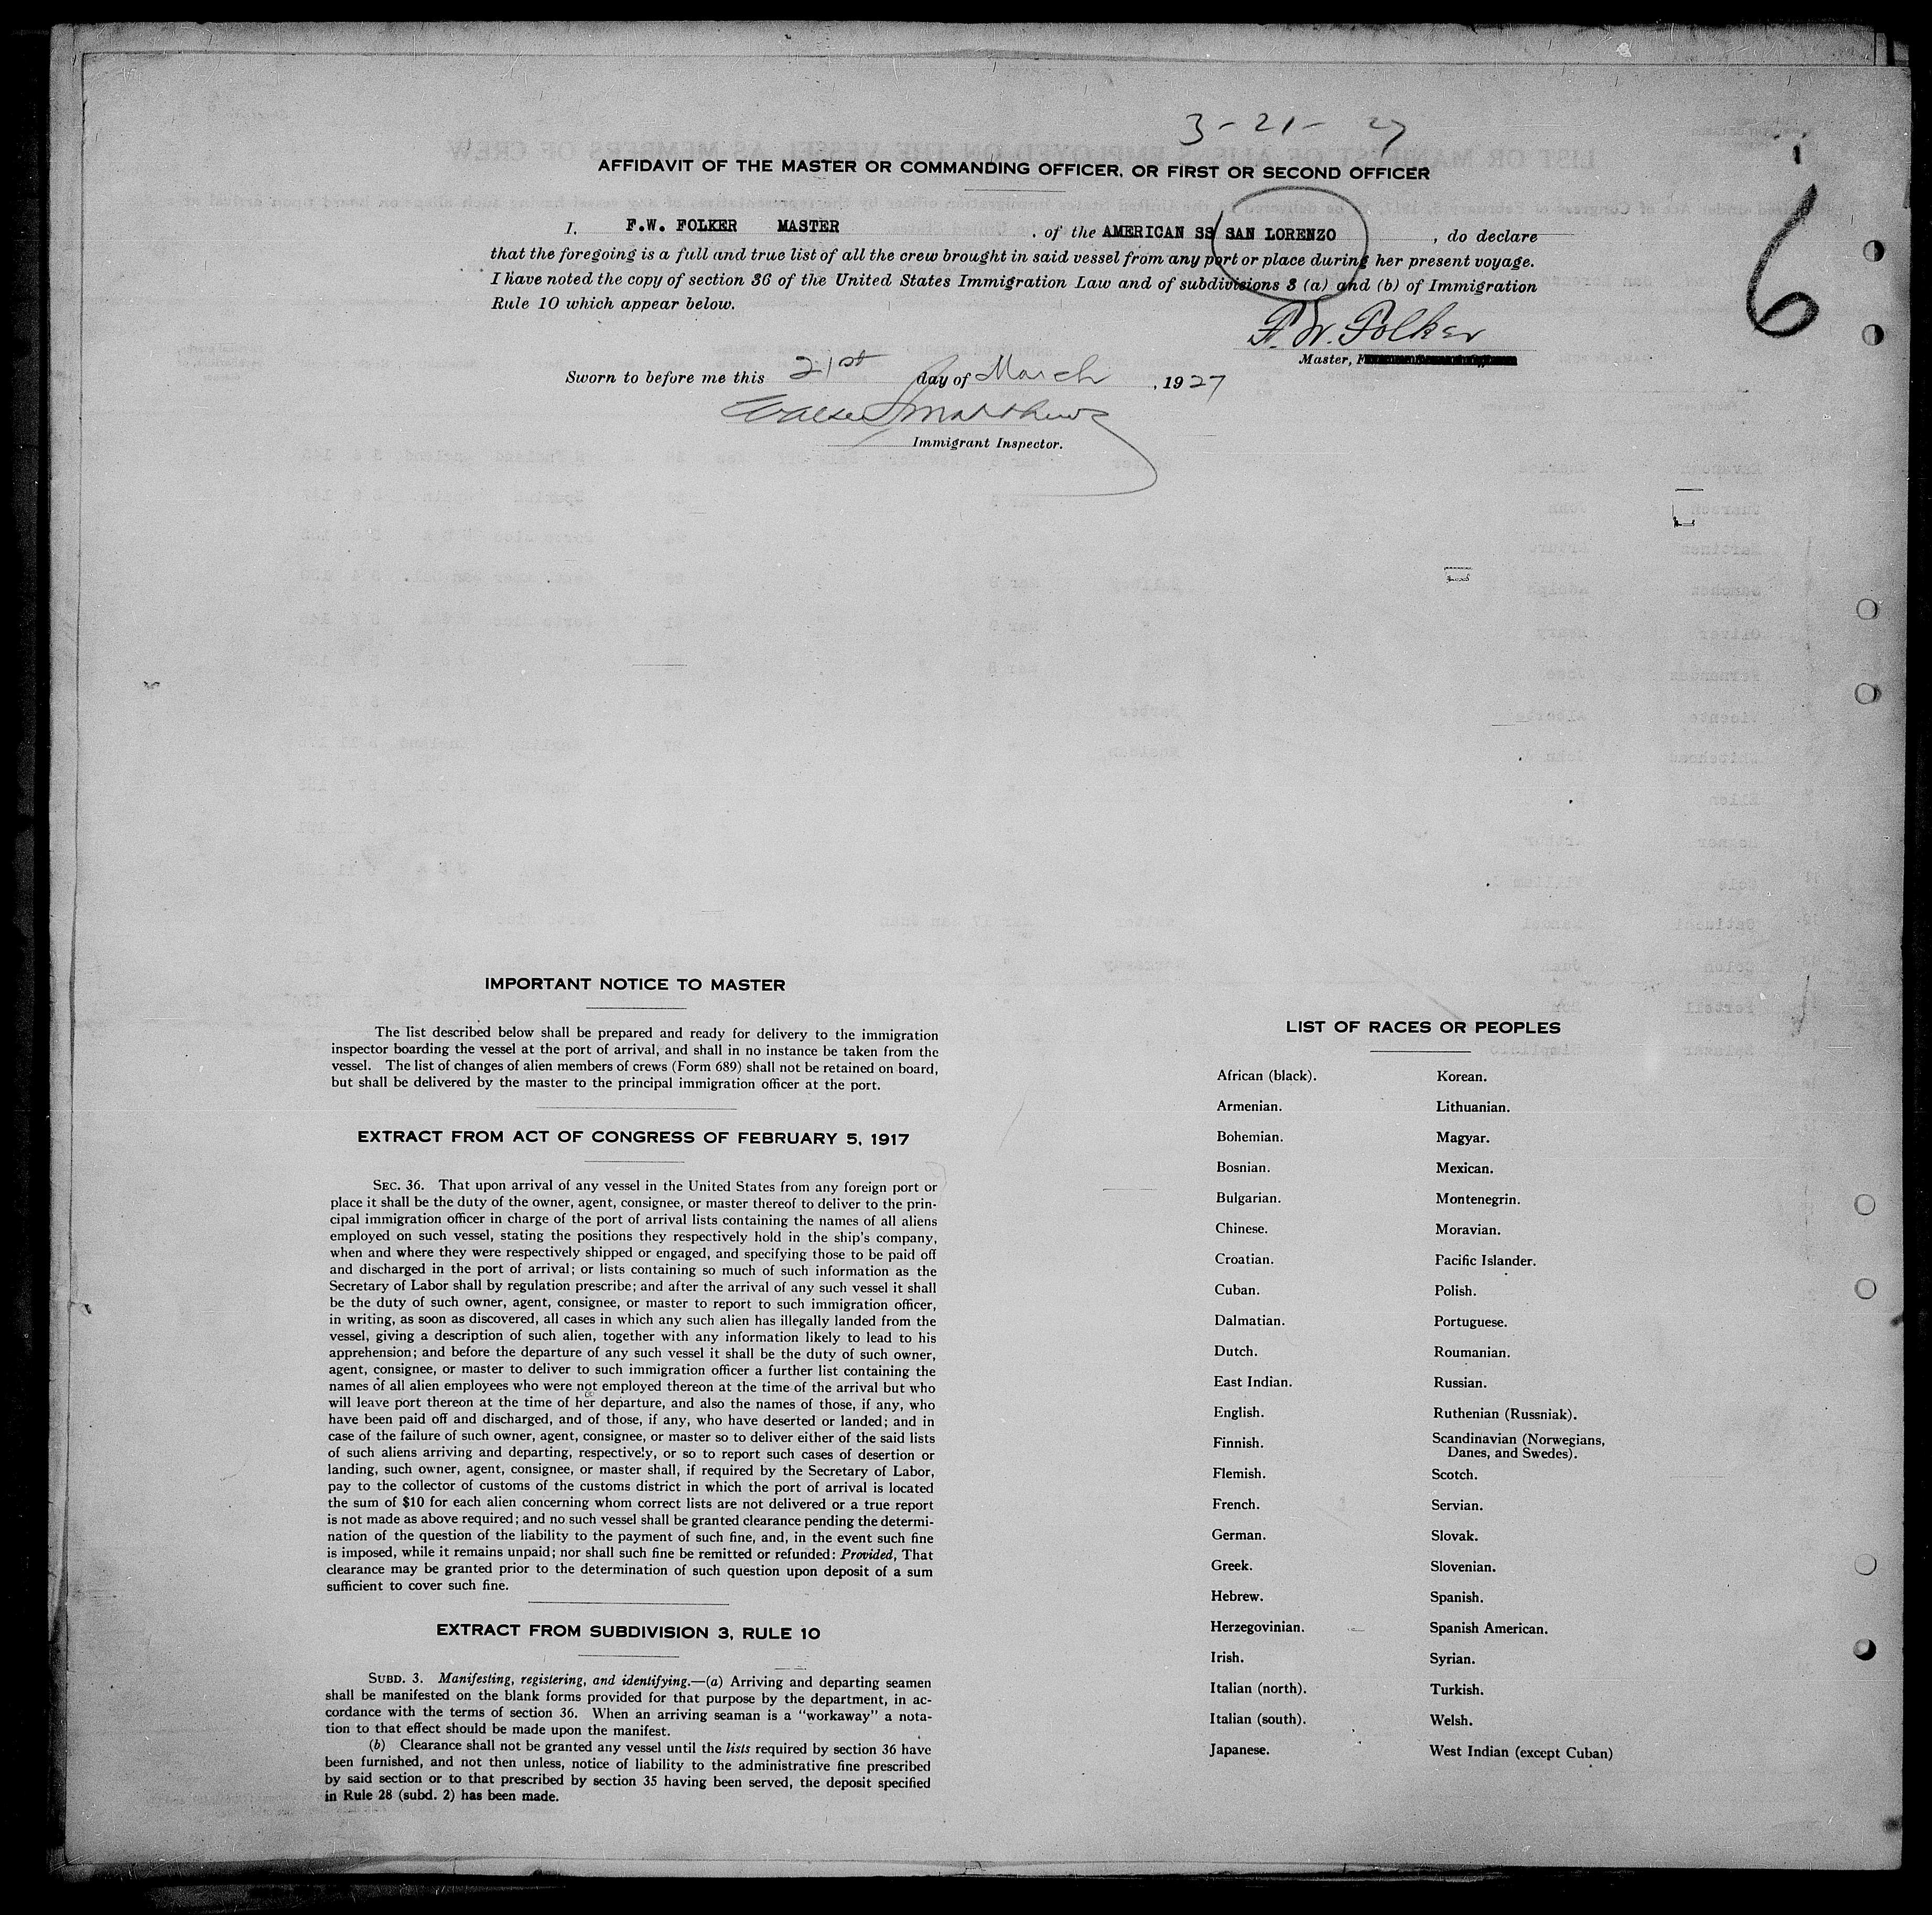 3-21-27
AFFIDAVIT OF THE MASTER OR COMMANDING OFFICER, OR FIRST OR SECOND OFFICER
I, F.W. FOLKER MASTER, of the AMERICAN SS SAN LORENZO, do declare
that the foregoing is a full and true list of all the crew brought in said vessel from any port or place during her present voyage.
I have noted the copy of section 36 of the United States Immigration Law and of subdivisions 3 (a) and (b) of Immigration
Rule 10 which appear below.
6
F. W. Folker
Master,
Sworn to before me this 21st day of March, 1927
Matthews
Immigrant Inspector.
IMPORTANT NOTICE TO MASTER
The list described below shall be prepared and ready for delivery to the immigration
inspector boarding the vessel at the port of arrival, and shall in no instance be taken from the
vessel. The list of changes of alien members of crews (Form 689) shall not be retained on board,
but shall be delivered by the master to the principal immigration officer at the port.
EXTRACT FROM ACT OF CONGRESS OF FEBRUARY 5, 1917
SEC. 36. That upon arrival of any vessel in the United States from any foreign port or
place it shall be the duty of the owner, agent, consignee, or master thereof to deliver to the prin-
cipal immigration officer in charge of the port of arrival lists containing the names of all aliens
employed on such vessel, stating the positions they respectively hold in the ship's company,
when and where they were respectively shipped or engaged, and specifying those to be paid off
and discharged in the port of arrival; or lists containing so much of such information as the
Secretary of Labor shall by regulation prescribe; and after the arrival of any such vessel it shall
be the duty of such owner, agent, consignee, or master to report to such immigration officer,
in writing, as soon as discovered, all cases in which any such alien has illegally landed from the
vessel, giving a description of such alien, together with any information likely to lead to his
apprehension; and before the departure of any such vessel it shall be the duty of such owner,
agent, consignee, or master to deliver to such immigration officer a further list containing the
names of all alien employees who were not employed thereon at the time of the arrival but who
will leave port thereon at the time of her departure, and also the names of those, if any, who
have been paid off and discharged, and of those, if any, who have deserted or landed; and in
case of the failure of such owner, agent, consignee, or master so to deliver either of the said lists
of such aliens arriving and departing, respectively, or so to report such cases of desertion or
landing, such owner, agent, consignee, or master shall, if required by the Secretary of Labor,
pay to the collector of customs of the customs district in which the port of arrival is located
the sum of $10 for each alien concerning whom correct lists are not delivered or a true report
is not made as above required; and no such vessel shall be granted clearance pending the determi-
nation of the question of the liability to the payment of such fine, and, in the event such fine
is imposed, while it remains unpaid; nor shall such fine be remitted or refunded: Provided, That
clearance may be granted prior to the determination of such question upon deposit of a sum
sufficient to cover such fine.
EXTRACT FROM SUBDIVISION 3, RULE 10
SUBD. 3. Manifesting, registering, and identifying.—(a) Arriving and departing seamen
shall be manifested on the blank forms provided for that purpose by the department, in ac-
cordance with the terms of section 36. When an arriving seaman is a "workaway" a nota-
tion to that effect should be made upon the manifest.
(b) Clearance shall not be granted any vessel until the lists required by section 36 have
been furnished, and not then unless, notice of liability to the administrative fine prescribed
by said section or to that prescribed by section 35 having been served, the deposit specified
in Rule 28 (subd. 2) has been made.
LIST OF RACES OR PEOPLES
African (black).
Armenian.
Bohemian.
Bosnian.
Bulgarian.
Chinese.
Croatian.
Cuban.
Dalmatian.
Dutch.
East Indian.
English.
Finnish.
Flemish.
French.
German.
Greek.
Hebrew.
Herzegovinian.
Irish.
Italian (north).
Italian (south).
Japanese.
Korean.
Lithuanian.
Magyar.
Mexican.
Montenegrin.
Moravian.
Pacific Islander.
Polish.
Portuguese.
Roumanian.
Russian.
Ruthenian (Russniak).
Scandinavian (Norwegians,
Danes, and Swedes).
Scotch.
Servian.
Slovak.
Slovenian.
Spanish.
Spanish American.
Syrian.
Turkish.
Welsh.
West Indian (except Cuban)